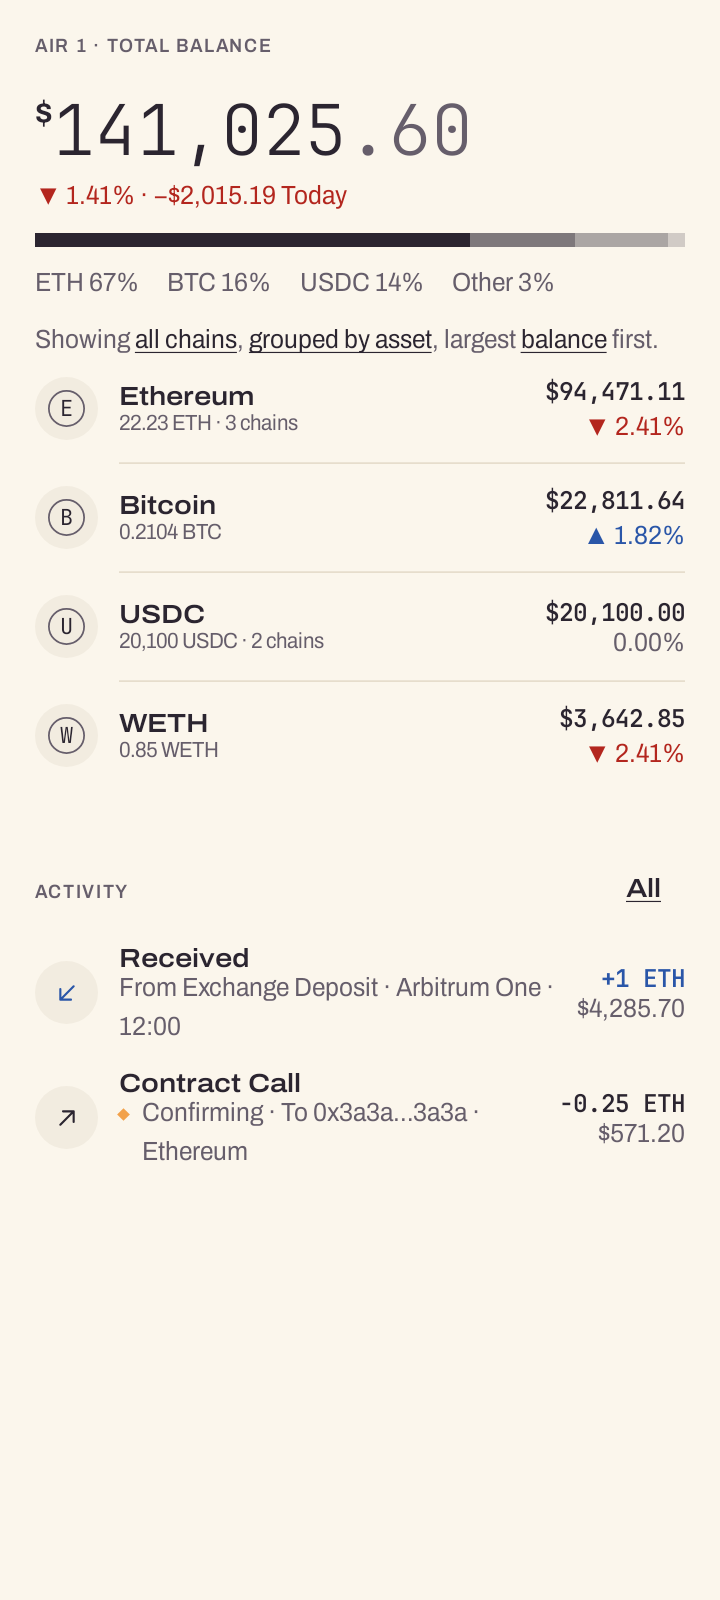 AIR 1 · TOTAL BALANCE
$141,025.60
▼ 1.41% · −$2,015.19 Today
ETH 67% BTC 16% USDC 14% Other 3%
Showing all chains, grouped by asset, largest balance first.
E
Ethereum
$94,471.11
22.23 ETH · 3 chains
▼ 2.41%
B
Bitcoin
$22,811.64
0.2104 BTC
▲ 1.82%
U
USDC
$20,100.00
20,100 USDC · 2 chains
0.00%
W
WETH
$3,642.85
0.85 WETH
▼ 2.41%
ACTIVITY
All
Received
From Exchange Deposit · Arbitrum One ·
12:00
+1 ETH
$4,285.70
Contract Call
Confirming · To 0x3a3a...3a3a ·
Ethereum
-0.25 ETH
$571.20